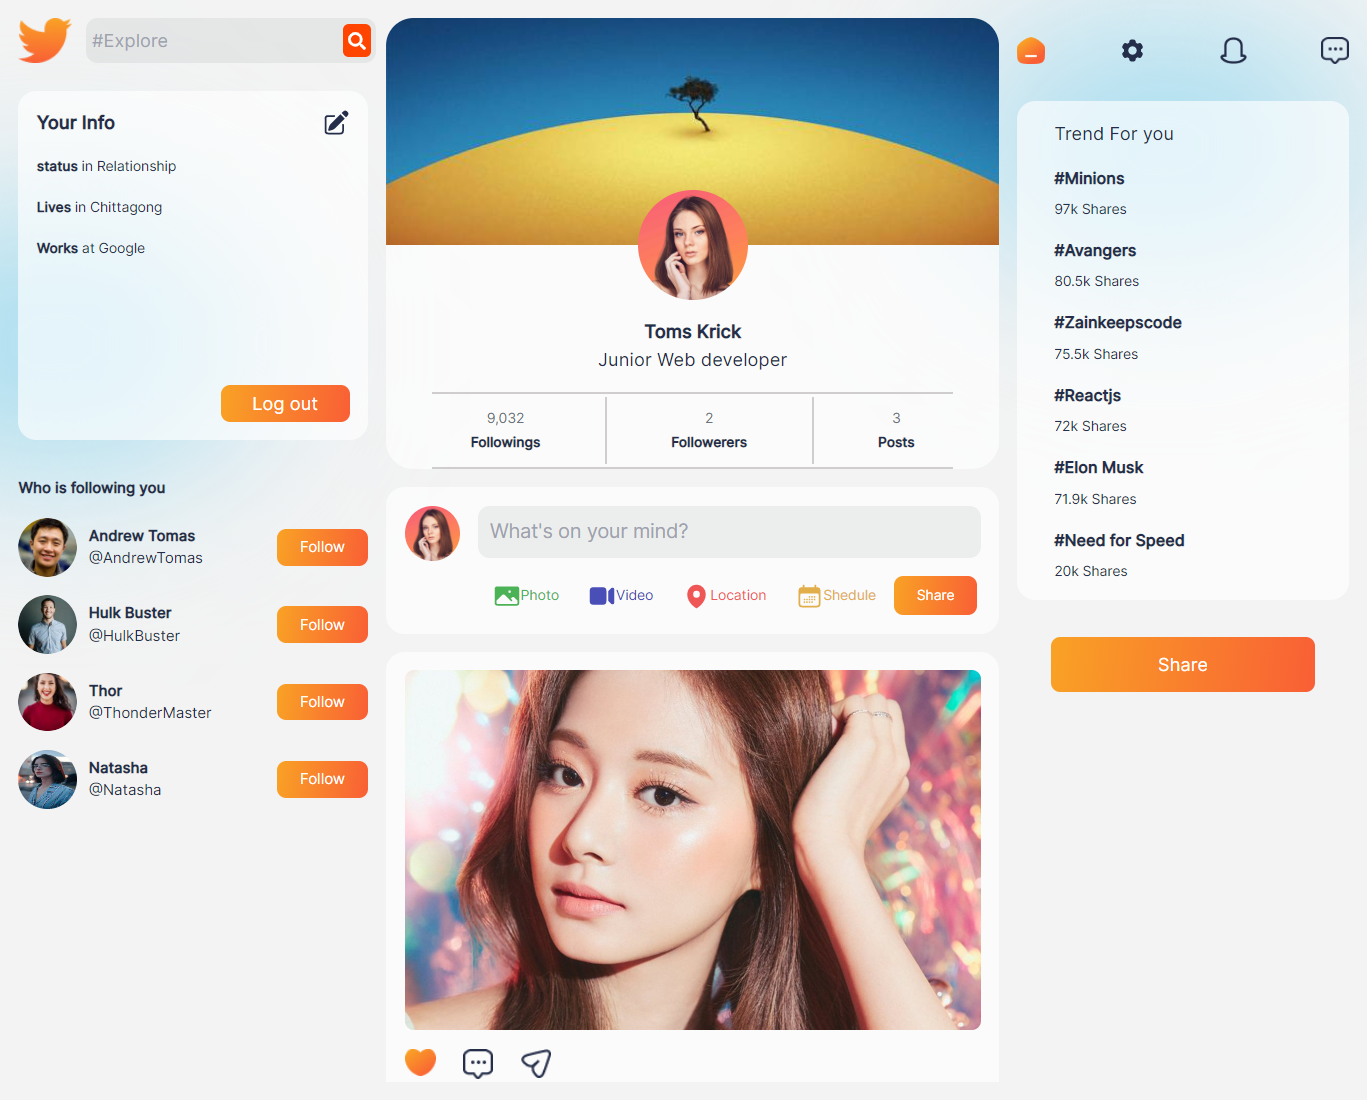 #Explore
Your Info
status in Relationship
Lives in Chittagong
Works at Google
Log out
Who is following you
Andrew Tomas
@AndrewTomas
Follow
Hulk Buster
@HulkBuster
Follow
Thor
@ThonderMaster
Follow
Natasha
@Natasha
Follow
Toms Krick
Junior Web developer
9,032
Followings
2
Followerers
3
Posts
What's on your mind?
Photo
Video
Location
Shedule
Share
Trend For you
#Minions
97k Shares
#Avangers
80.5k Shares
#Zainkeepscode
75.5k Shares
#Reactjs
72k Shares
#Elon Musk
71.9k Shares
#Need for Speed
20k Shares
Share